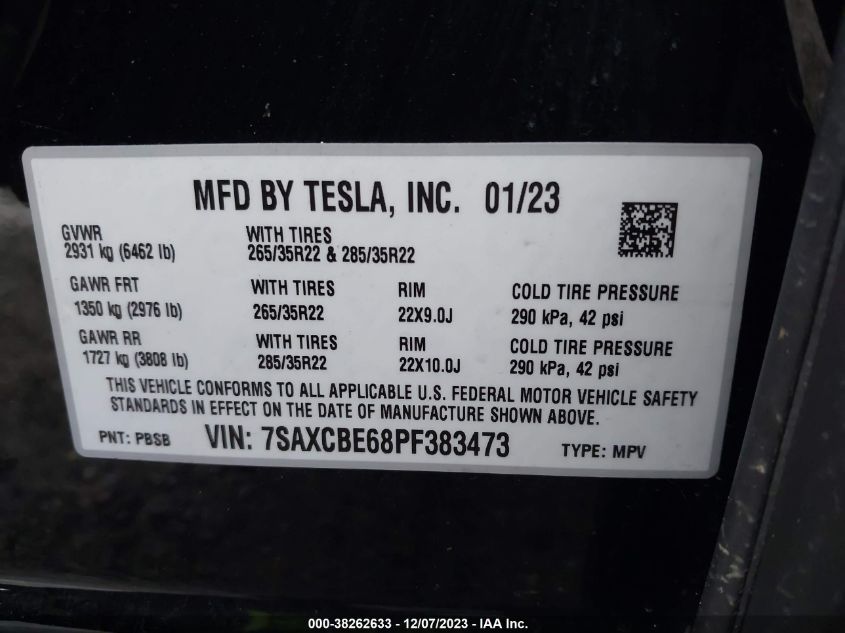 MFD BY TESLA, INC. 01/23
GVWR WITH TIRES
2931 kg (6462 lb) 265/35R22 & 285/35R22
GAWR FRT WITH TIRES RIM COLD TIRE PRESSURE
1350 kg (2976 lb) 265/35R22 22X9.0J 290 kPa, 42 psi
GAWR RR WITH TIRES RIM COLD TIRE PRESSURE
1727 kg (3808 lb) 285/35R22 22X10.0J 290 kPa, 42 psi
THIS VEHICLE CONFORMS TO ALL APPLICABLE U.S. FEDERAL MOTOR VEHICLE SAFETY
STANDARDS IN EFFECT ON THE DATE OF MANUFACTURE SHOWN ABOVE.
PNT: PBSB VIN: 7SAXCBE68PF383473 TYPE: MPV
000-38262633 - 12/07/2023 - IAA Inc.